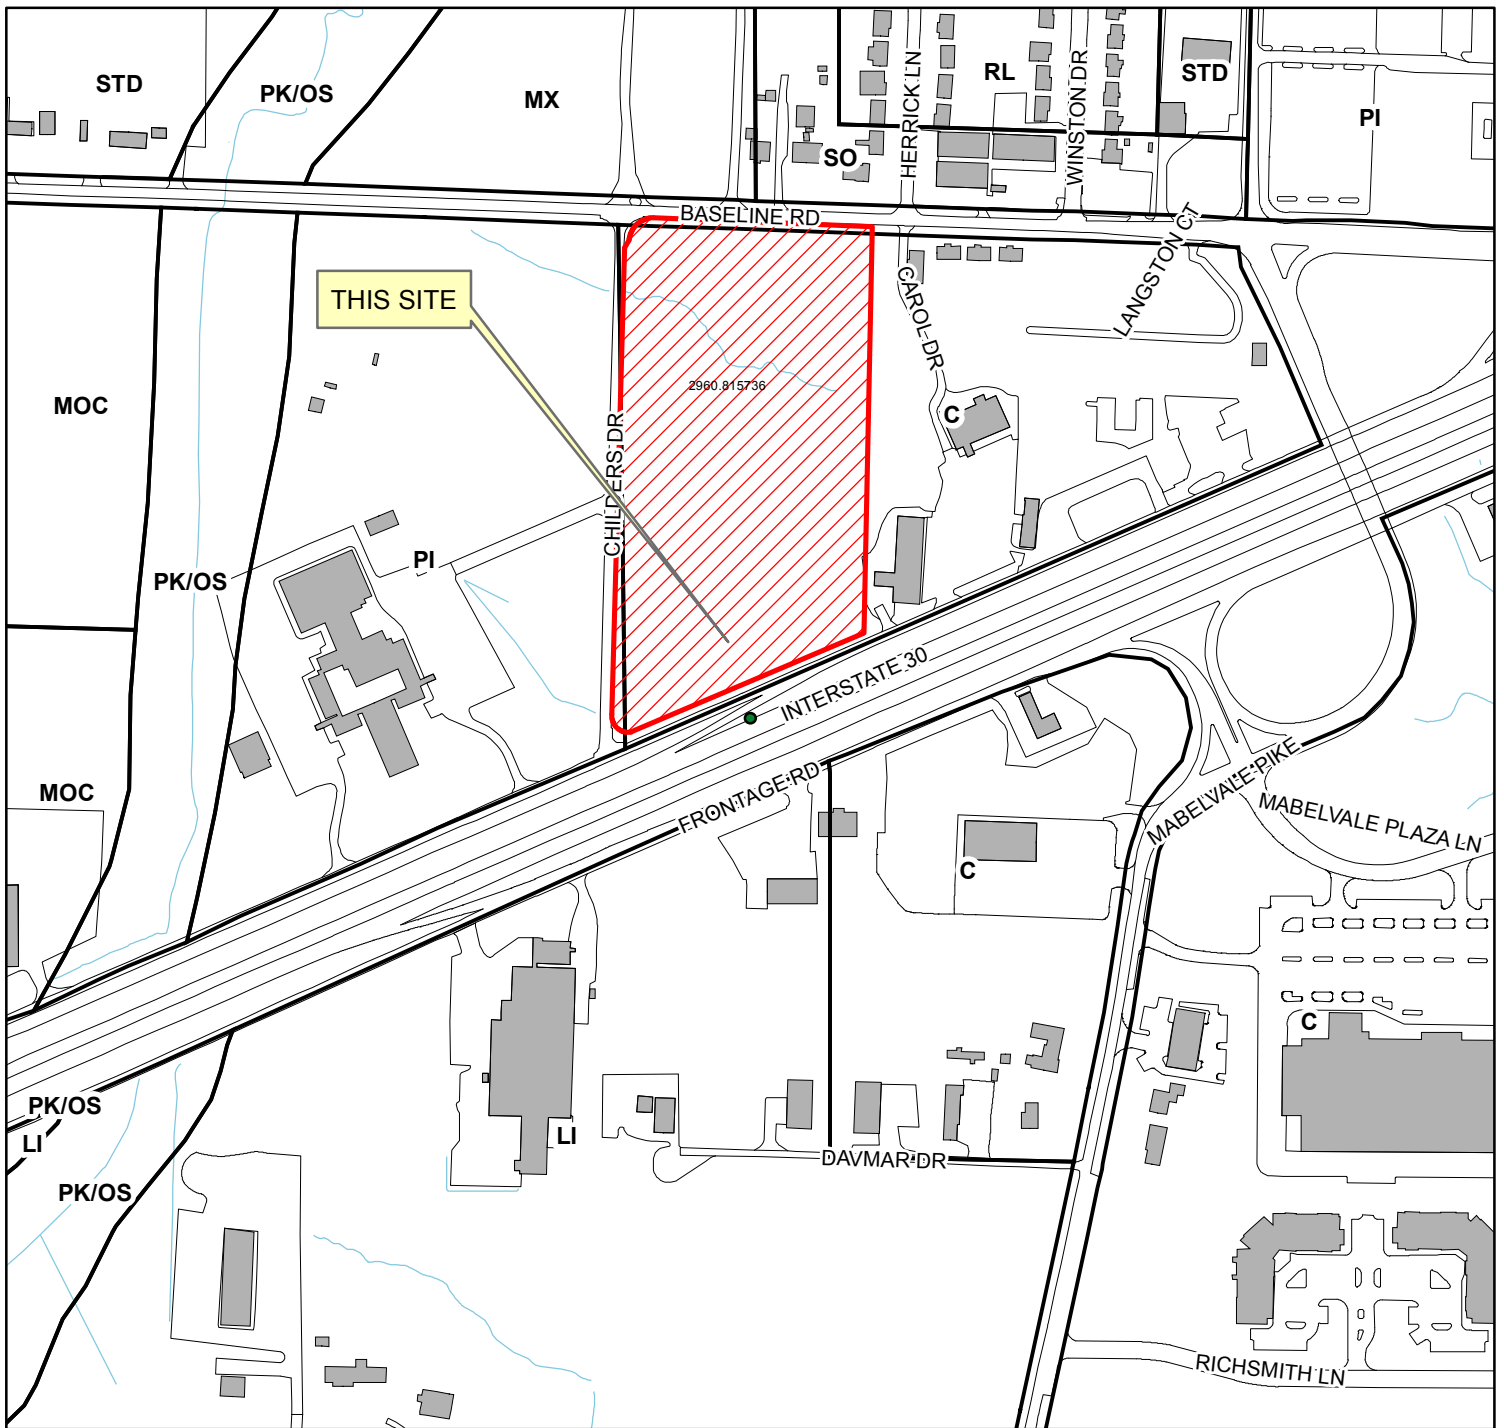 STD
PK/OS
MX
RL
STD
PI
SO
HERRICK LN
WINSTON DR
BASELINE RD
LANGSTON CT
THIS SITE
CAROL DR
2960.815736
MOC
C
CHILDERS DR
PI
PK/OS
INTERSTATE 30
MOC
FRONTAGE RD
MABELVALE PIKE
MABELVALE PLAZA LN
C
C
PK/OS
LI
LI
DAVMAR DR
PK/OS
RICHSMITH LN